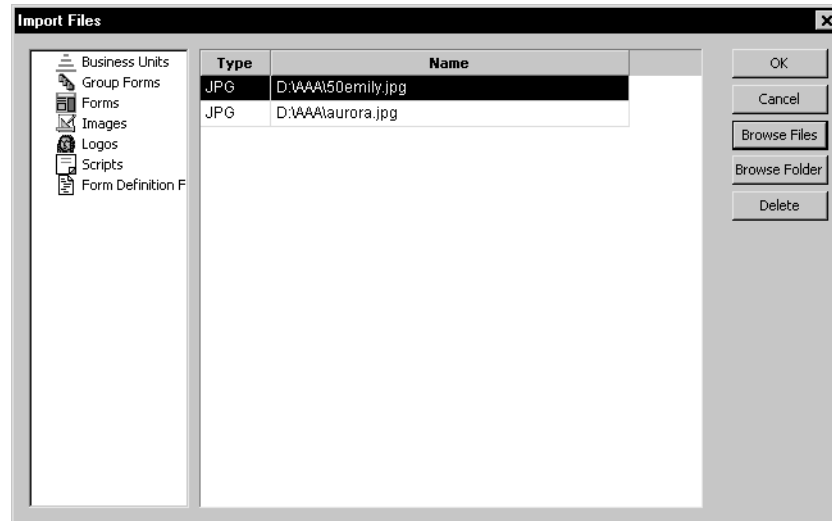 Import Files
Business Units
Group Forms
Forms
Images
Logos
Scripts
Form Definition F
Type Name
JPG D:\AAA\50emily.jpg
JPG D:\AAA\aurora.jpg
OK
Cancel
Browse Files
Browse Folder
Delete